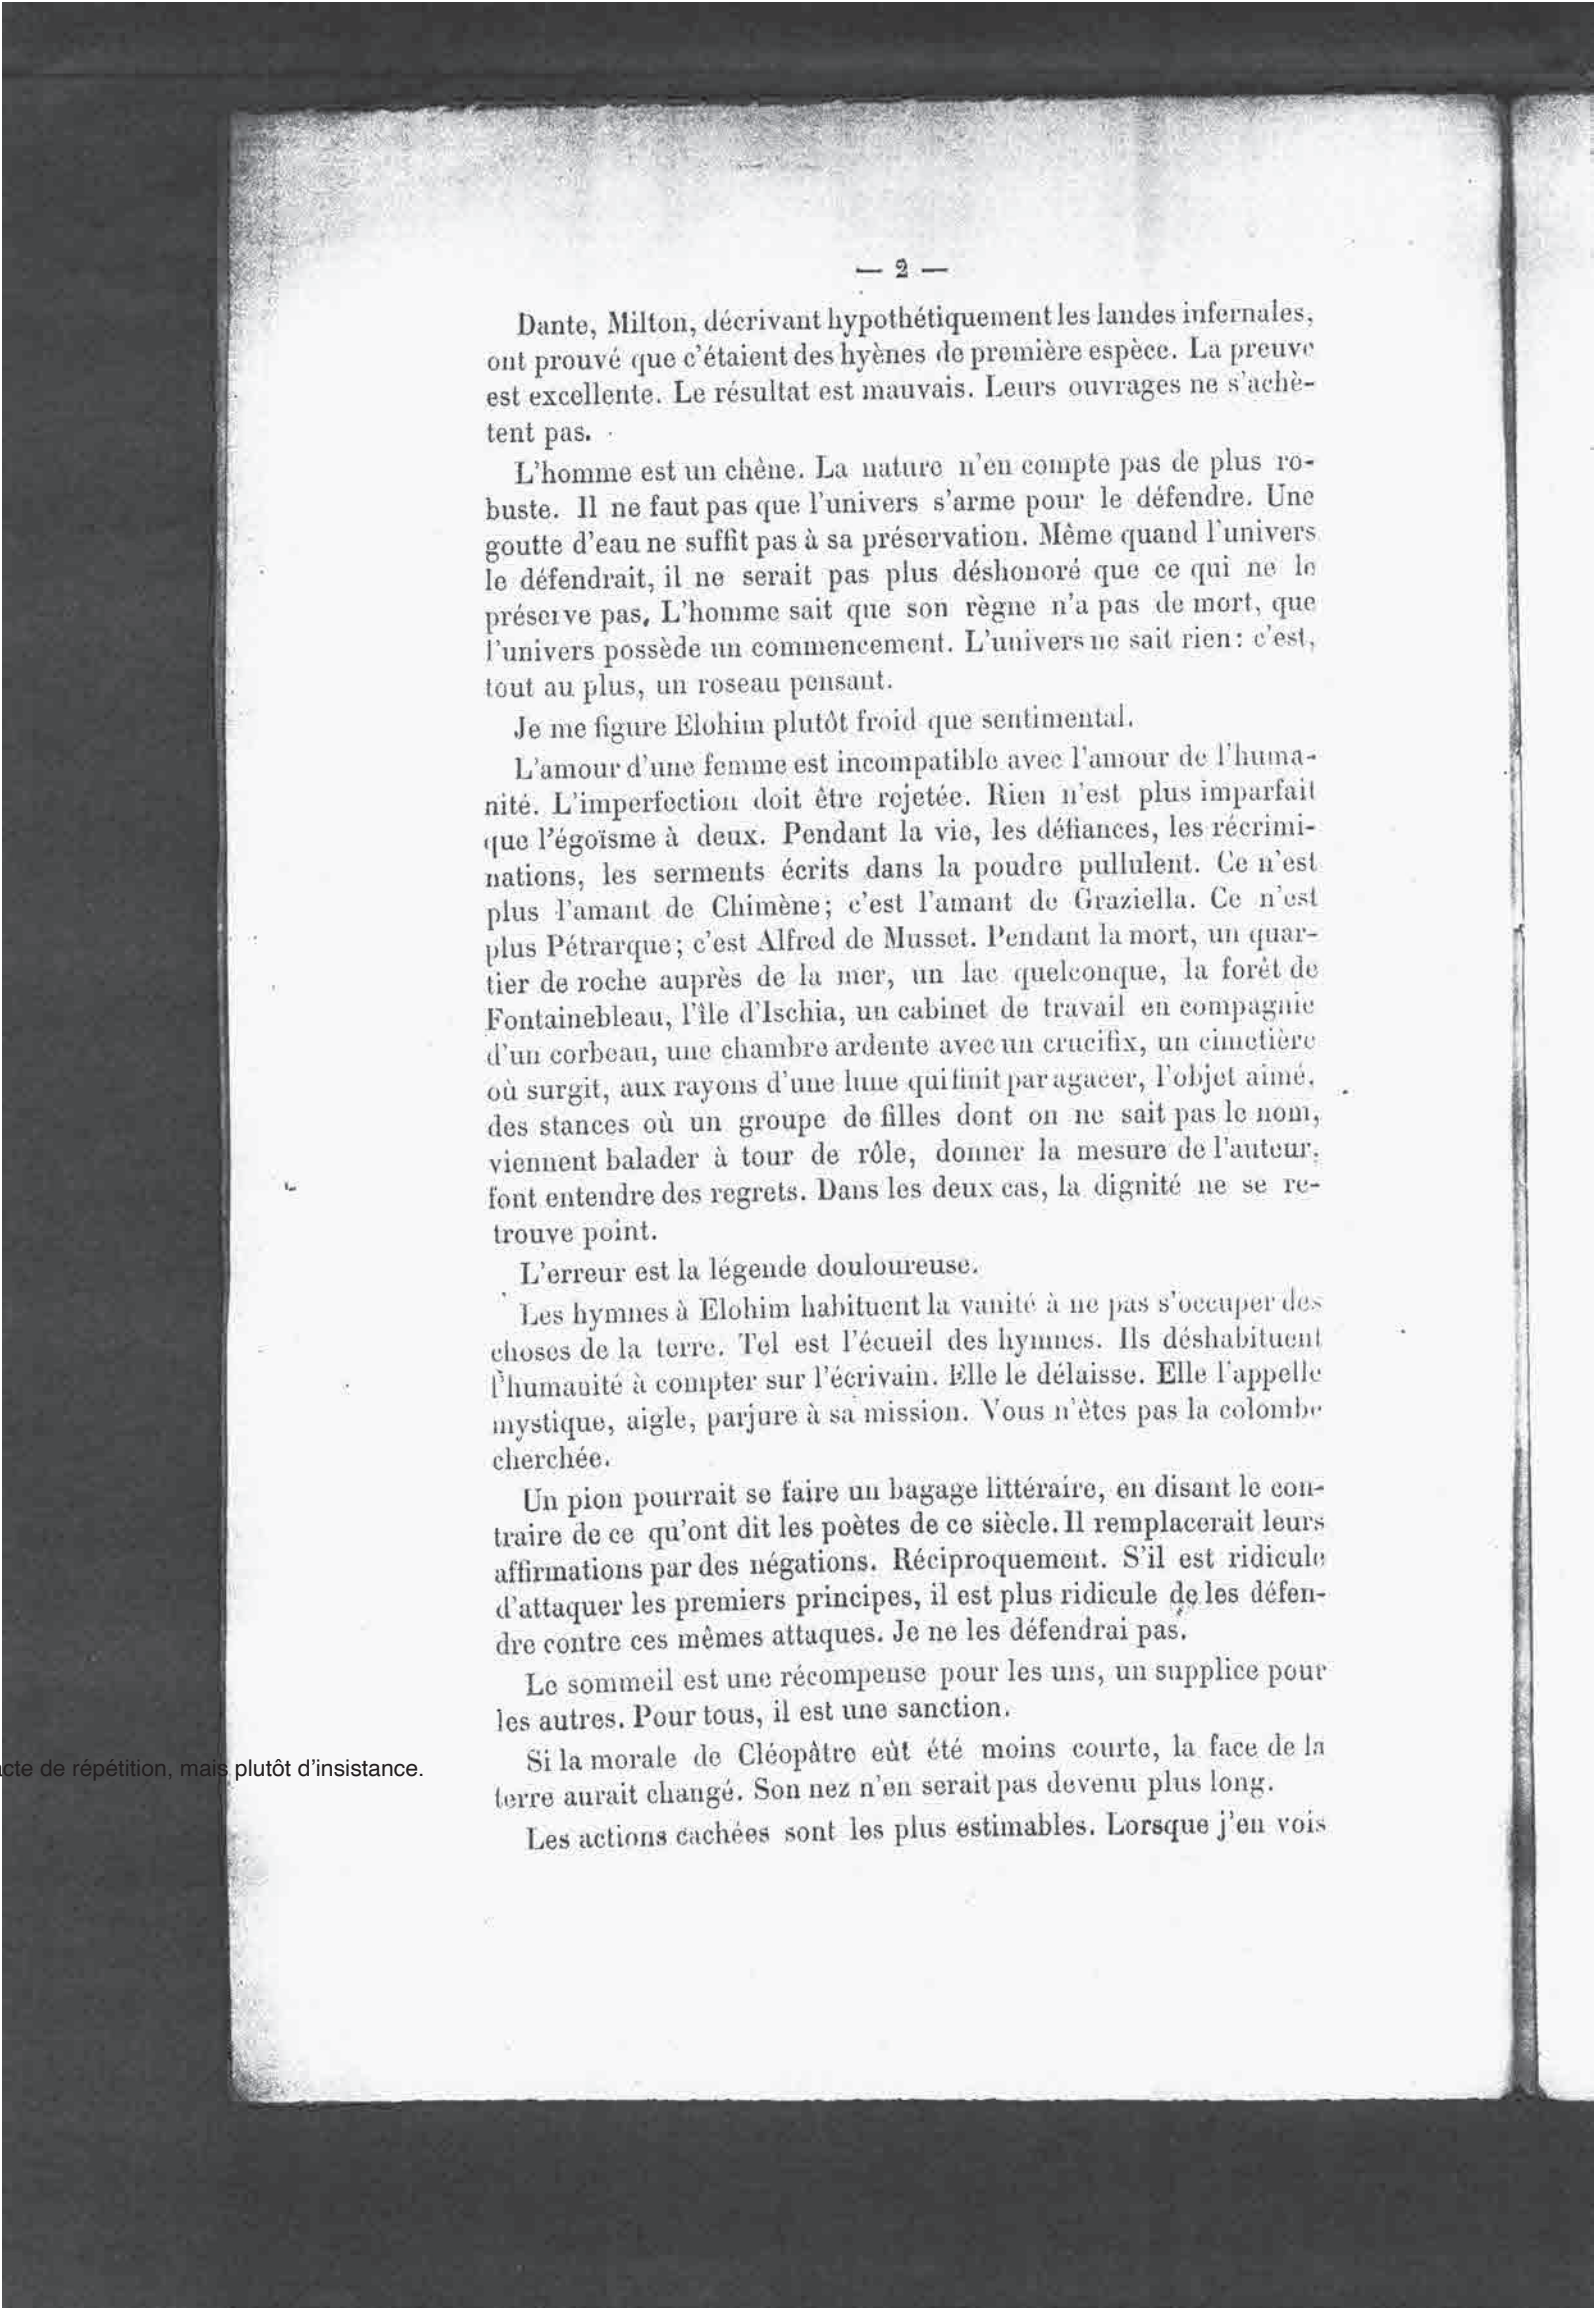 — 2 —
Dante, Milton, décrivant hypothétiquement les landes infernales,
ont prouvé que c'étaient des hyènes de première espèce. La preuve
est excellente. Le résultat est mauvais. Leurs ouvrages ne s'achè-
tent pas.
L'homme est un chêne. La nature n'en compte pas de plus ro-
buste. Il ne faut pas que l'univers s'arme pour le défendre. Une
goutte d'eau ne suffit pas à sa préservation. Même quand l'univers
le défendrait, il ne serait pas plus déshonoré que ce qui ne le
préserve pas. L'homme sait que son règne n'a pas de mort, que
l'univers possède un commencement. L'univers ne sait rien : c'est,
tout au plus, un roseau pensant.
Je me figure Elohim plutôt froid que sentimental.
L'amour d'une femme est incompatible avec l'amour de l'huma-
nité. L'imperfection doit être rejetée. Rien n'est plus imparfait
que l'égoïsme à deux. Pendant la vie, les défiances, les récrimi-
nations, les serments écrits dans la poudre pullulent. Ce n'est
plus l'amant de Chimène; c'est l'amant de Graziella. Ce n'est
plus Pétrarque; c'est Alfred de Musset. Pendant la mort, un quar-
tier de roche auprès de la mer, un lac quelconque, la forêt de
Fontainebleau, l'île d'Ischia, un cabinet de travail en compagnie
d'un corbeau, une chambre ardente avec un crucifix, un cimetière
où surgit, aux rayons d'une lune qui finit par agacer, l'objet aimé,
des stances où un groupe de filles dont on ne sait pas le nom,
viennent balader à tour de rôle, donner la mesure de l'auteur,
font entendre des regrets. Dans les deux cas, la dignité ne se re-
trouve point.
L'erreur est la légende douloureuse.
Les hymnes à Elohim habituent la vanité à ne pas s'occuper des
choses de la terre. Tel est l'écueil des hymnes. Ils déshabituent
l'humanité à compter sur l'écrivain. Elle le délaisse. Elle l'appelle
mystique, aigle, parjure à sa mission. Vous n'êtes pas la colombe
cherchée.
Un pion pourrait se faire un bagage littéraire, en disant le con-
traire de ce qu'ont dit les poètes de ce siècle. Il remplacerait leurs
affirmations par des négations. Réciproquement. S'il est ridicule
d'attaquer les premiers principes, il est plus ridicule de les défen-
dre contre ces mêmes attaques. Je ne les défendrai pas.
Le sommeil est une récompense pour les uns, un supplice pour
les autres. Pour tous, il est une sanction.
Si la morale de Cléopâtre eût été moins courte, la face de la
terre aurait changé. Son nez n'en serait pas devenu plus long.
Les actions cachées sont les plus estimables. Lorsque j'en vois
cte de répétition, mais plutôt d'insistance.